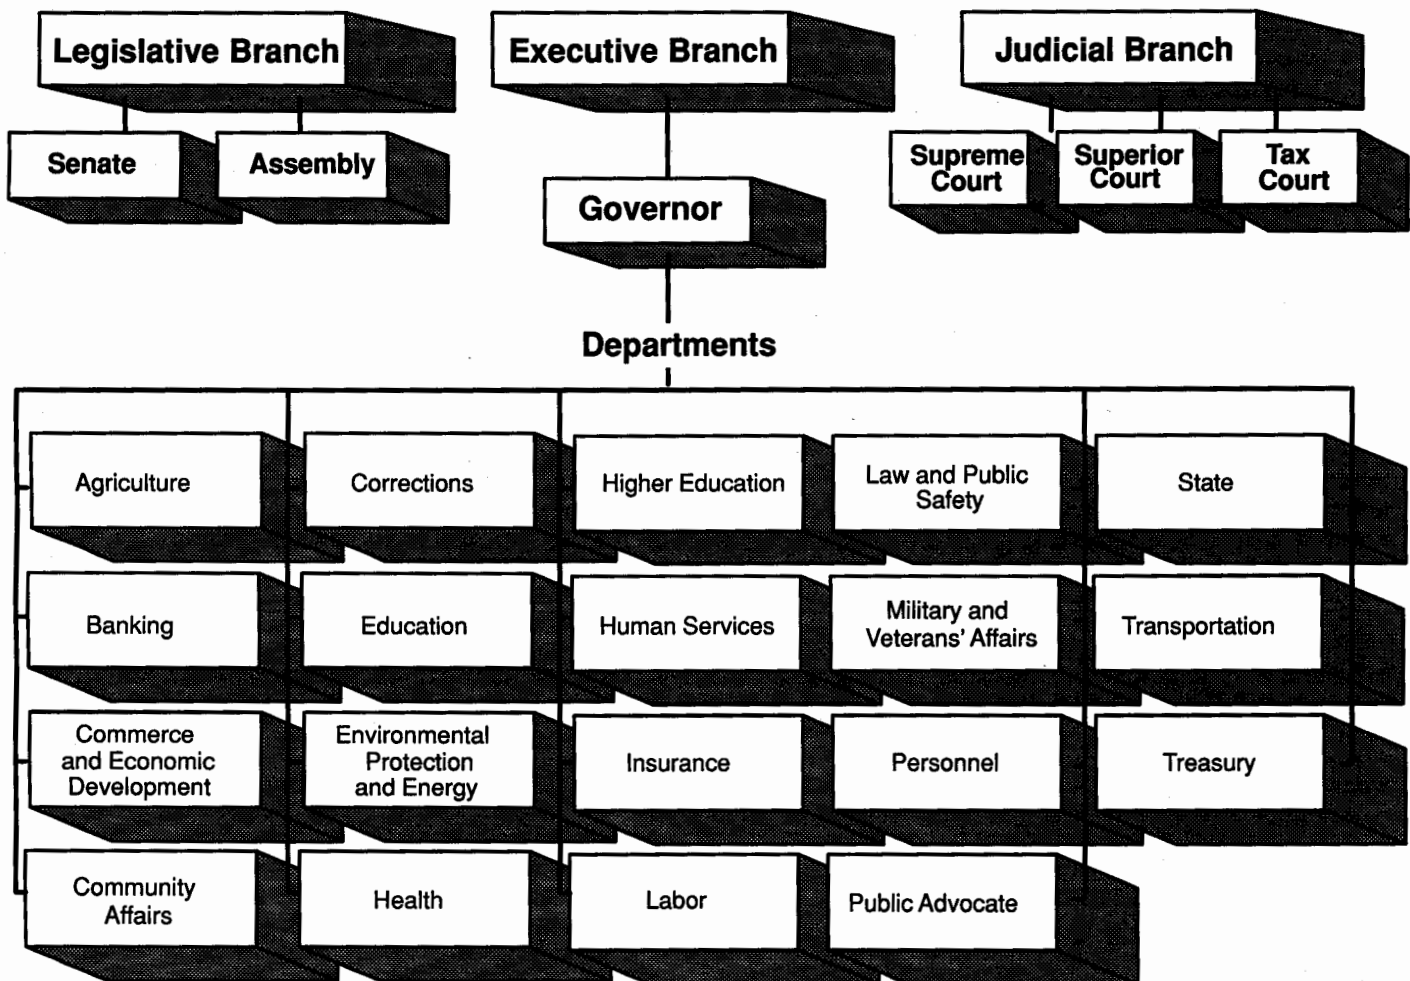 Legislative Branch
Executive Branch
Judicial Branch
Senate
Assembly
Governor
Supreme
Court
Superior
Court
Tax
Court
Departments
Agriculture
Corrections
Higher Education
Law and Public
Safety
State
Banking
Education
Human Services
Military and
Veterans' Affairs
Transportation
Commerce
and Economic
Development
Environmental
Protection
and Energy
Insurance
Personnel
Treasury
Community
Affairs
Health
Labor
Public Advocate